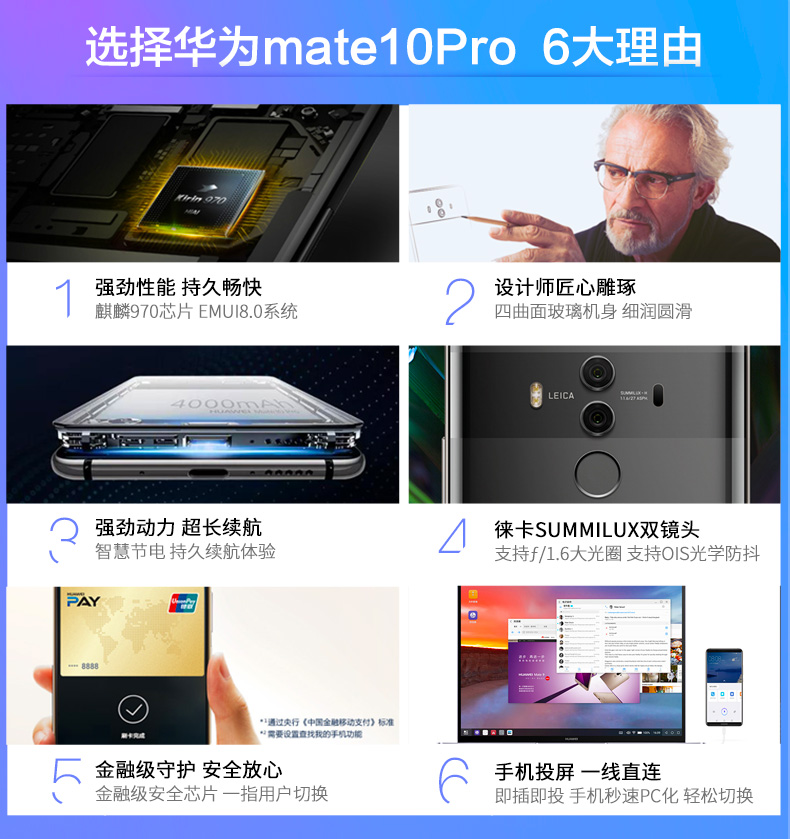 选择华为mate10Pro 6大理由
Kirin 970
HiAI
1
强劲性能 持久畅快
麒麟970芯片 EMUI8.0系统
2
设计师匠心雕琢
四曲面玻璃机身 细润圆滑
4000mAh
3
强劲动力 超长续航
智慧节电 持久续航体验
LEICA
SUMMILUX-H
1:1.6/27 ASPH
4
徕卡SUMMILUX双镜头
支持ƒ/1.6大光圈 支持OIS光学防抖
HUAWEI
PAY
UnionPay
银联
**** 8888
刷卡完成
*¹通过央行《中国金融移动支付》标准
*²需要设置查找我的手机功能
5
金融级守护 安全放心
金融级安全芯片 一指用户切换
HUAWEI
6
手机投屏 一线直连
即插即投 手机秒速PC化 轻松切换